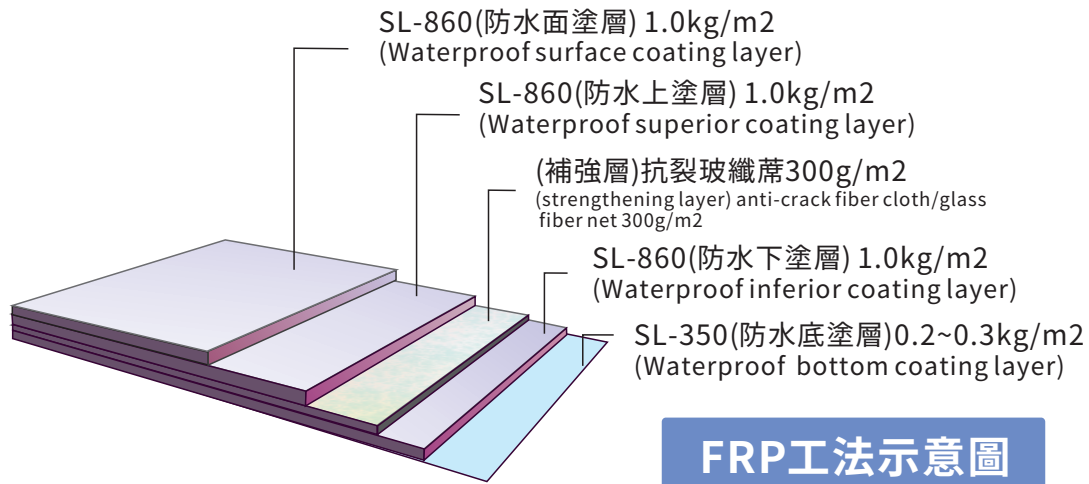 SL-860(防水面塗層) 1.0kg/m2
(Waterproof surface coating layer)
SL-860(防水上塗層) 1.0kg/m2
(Waterproof superior coating layer)
(補強層)抗裂玻纖蓆300g/m2
(strengthening layer) anti-crack fiber cloth/glass
fiber net 300g/m2
SL-860(防水下塗層) 1.0kg/m2
(Waterproof inferior coating layer)
SL-350(防水底塗層)0.2~0.3kg/m2
(Waterproof bottom coating layer)
FRP工法示意圖